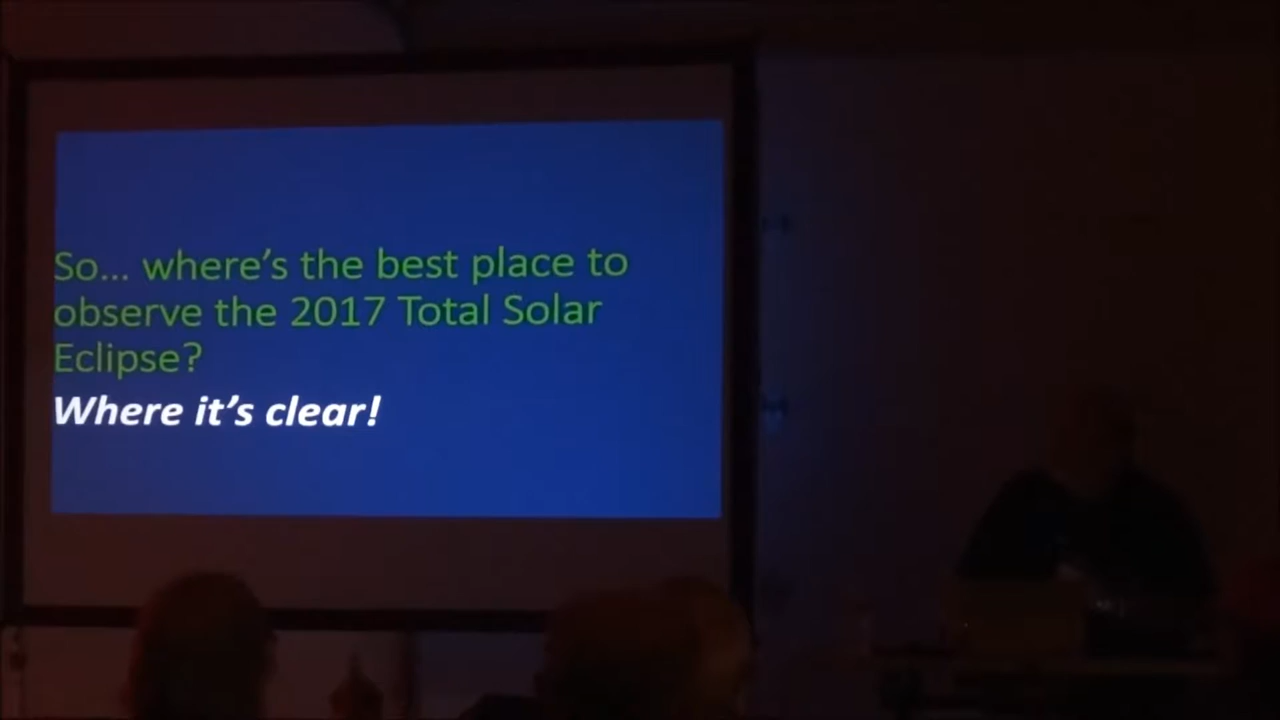 So... where's the best place to
observe the 2017 Total Solar
Eclipse?
Where it's clear!